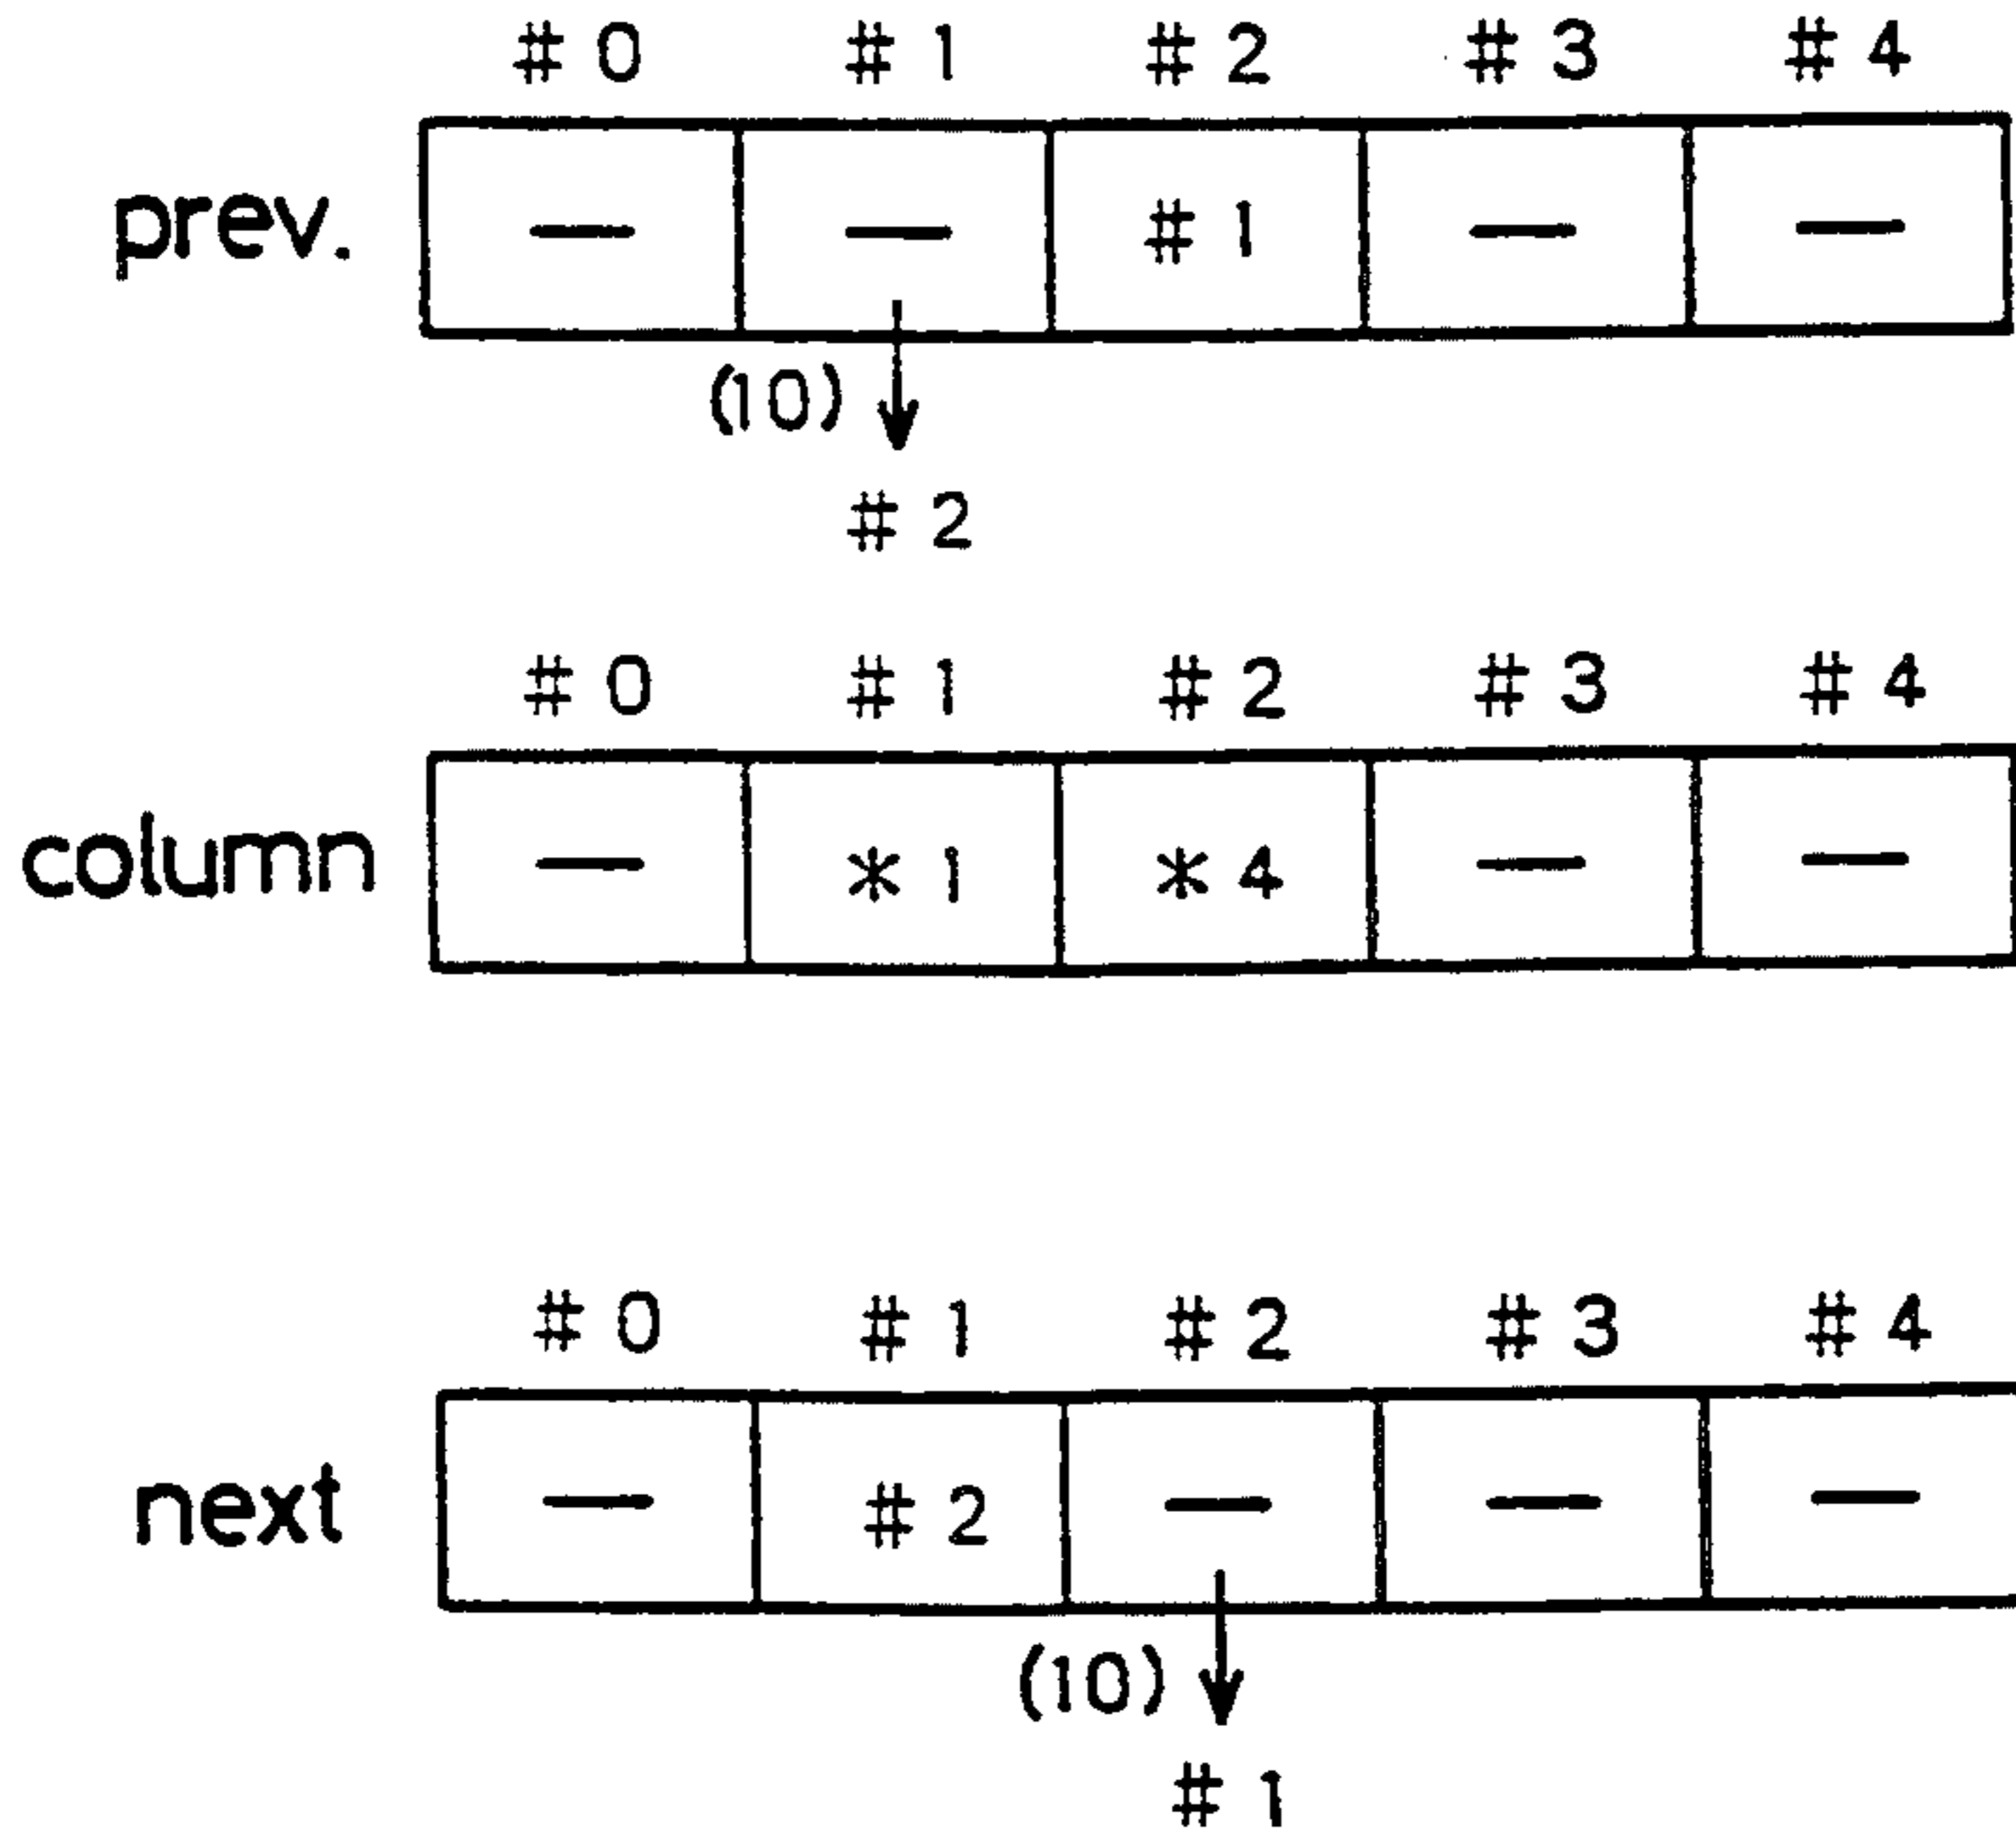 # 0 # 1 # 2 # 3 # 4
prev. — — # 1 — —
(10)
# 2
# 0 # 1 # 2 # 3 # 4
column — * 1 * 4 — —
# 0 # 1 # 2 # 3 # 4
next — # 2 — — —
(10)
# 1